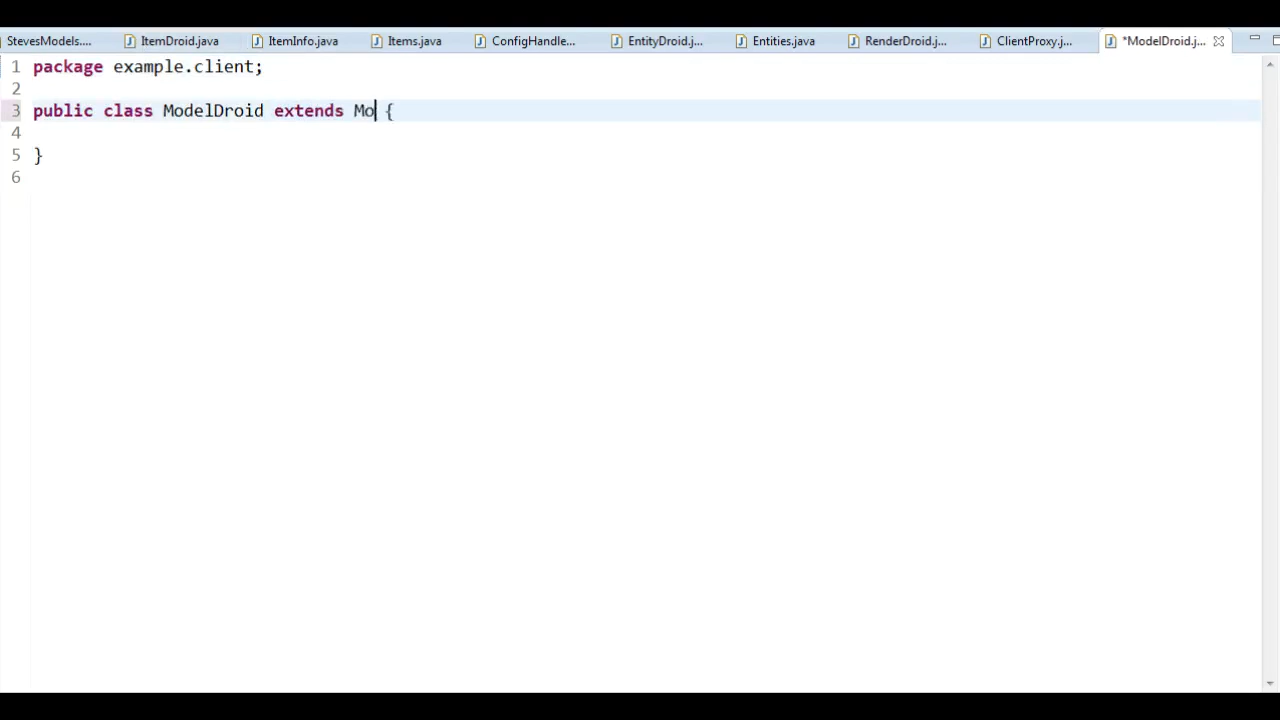 StevesModels.... ItemDroid.java ItemInfo.java Items.java ConfigHandle... EntityDroid.j... Entities.java RenderDroid.j... ClientProxy.j... *ModelDroid.j...
1 package example.client;
2
3 public class ModelDroid extends Mo {
4
5 }
6